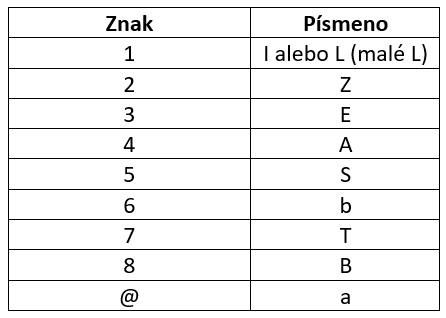 Znak Písmeno
1 I alebo L (malé L)
2 Z
3 E
4 A
5 S
6 b
7 T
8 B
@ a